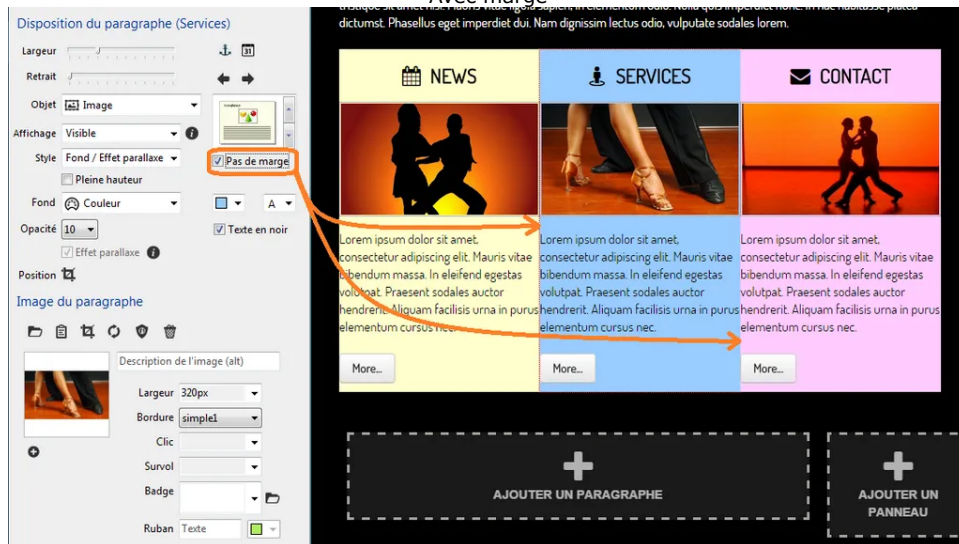 Avec marge
Disposition du paragraphe (Services)
Largeur
31
Retrait
Objet
Image
Affichage
Visible
Style
Fond / Effet parallaxe
Pas de marge
Pleine hauteur
Fond
Couleur
A
Opacité
10
Texte en noir
Effet parallaxe
Position
Image du paragraphe
Description de l'image (alt)
Largeur
320px
Bordure
simple1
Clic
Survol
Badge
Ruban
Texte
dictumst. Phasellus eget imperdiet dui. Nam dignissim lectus odio, vulputate sodales lorem.
NEWS
SERVICES
CONTACT
Lorem ipsum dolor sit amet,
consectetur adipiscing elit. Mauris vitae
bibendum massa. In eleifend egestas
volutpat. Praesent sodales auctor
hendrerit. Aliquam facilisis urna in purus
elementum cursus nec.
More...
Lorem ipsum dolor sit amet,
consectetur adipiscing elit. Mauris vitae
bibendum massa. In eleifend egestas
volutpat. Praesent sodales auctor
hendrerit. Aliquam facilisis urna in purus
elementum cursus nec.
More...
Lorem ipsum dolor sit amet,
consectetur adipiscing elit. Mauris vitae
bibendum massa. In eleifend egestas
volutpat. Praesent sodales auctor
hendrerit. Aliquam facilisis urna in purus
elementum cursus nec.
More...
AJOUTER UN PARAGRAPHE
AJOUTER UN
PANNEAU